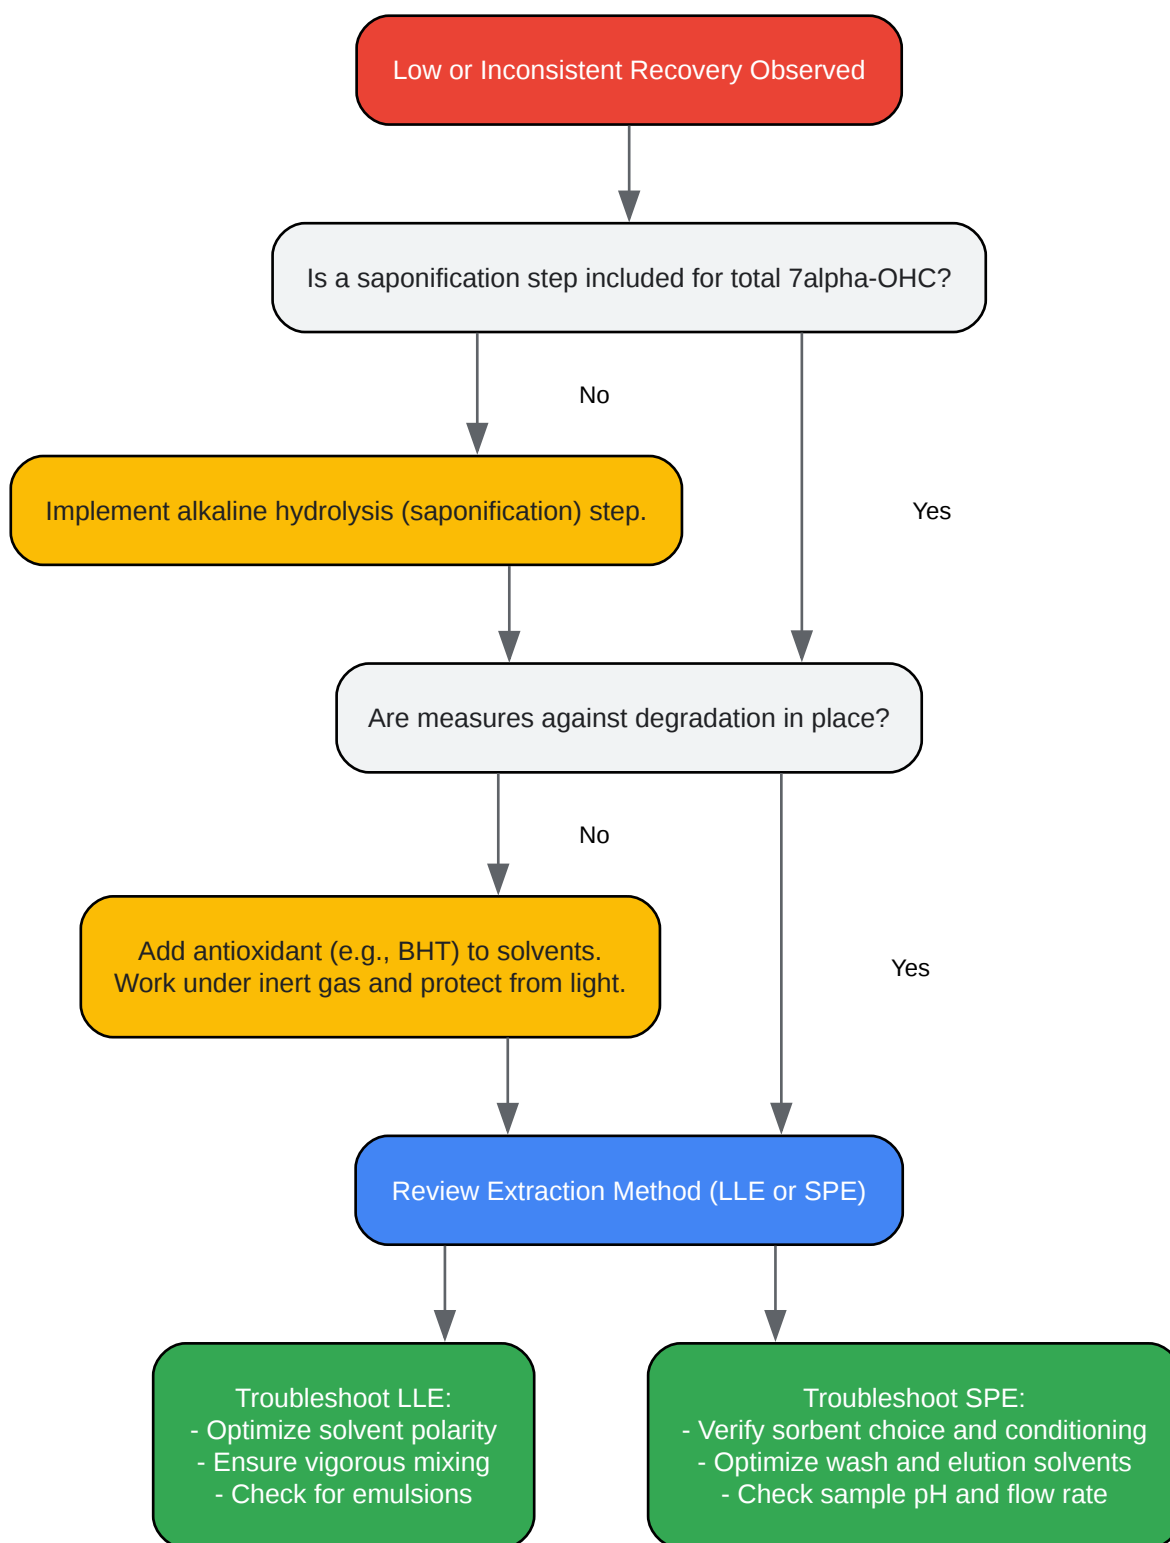 Low or Inconsistent Recovery Observed
Is a saponification step included for total 7alpha-OHC?
No
Implement alkaline hydrolysis (saponification) step.
Yes
Are measures against degradation in place?
No
Add antioxidant (e.g., BHT) to solvents.
Work under inert gas and protect from light.
Yes
Review Extraction Method (LLE or SPE)
Troubleshoot LLE:
- Optimize solvent polarity
- Ensure vigorous mixing
- Check for emulsions
Troubleshoot SPE:
- Verify sorbent choice and conditioning
- Optimize wash and elution solvents
- Check sample pH and flow rate